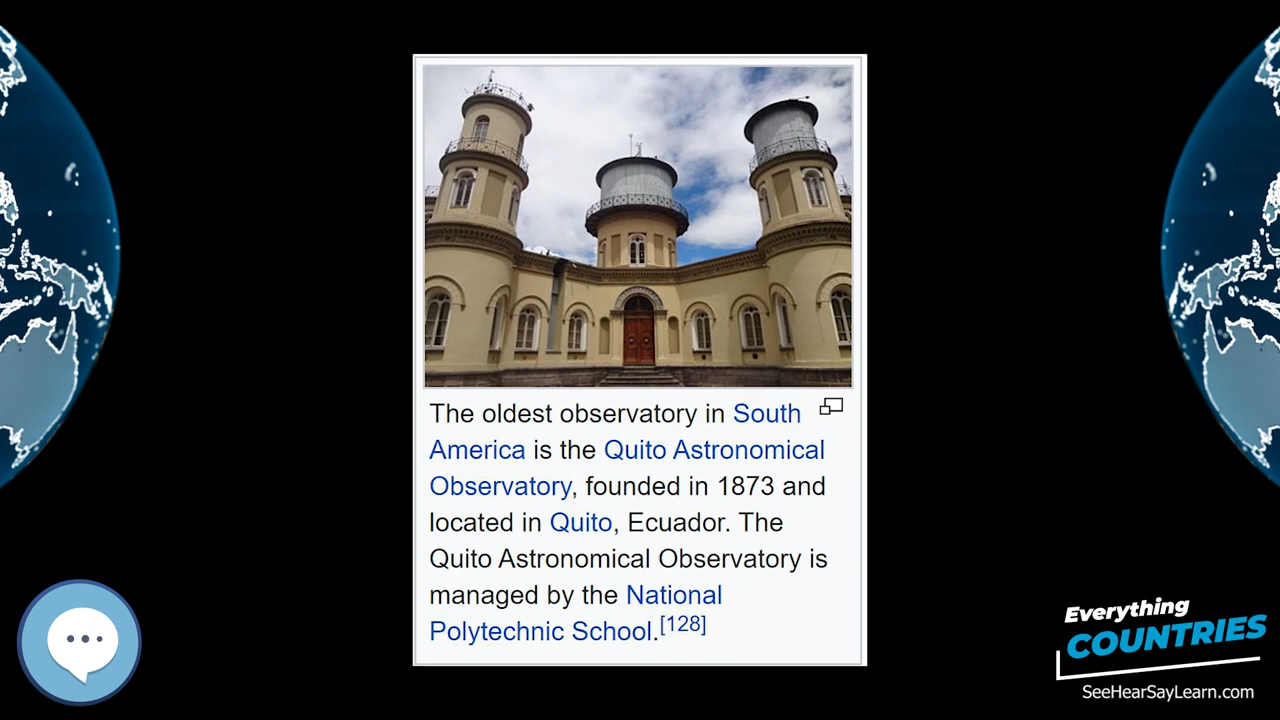 The oldest observatory in South
America is the Quito Astronomical
Observatory, founded in 1873 and
located in Quito, Ecuador. The
Quito Astronomical Observatory is
managed by the National
Polytechnic School.[128]
Everything
COUNTRIES
SeeHearSayLearn.com